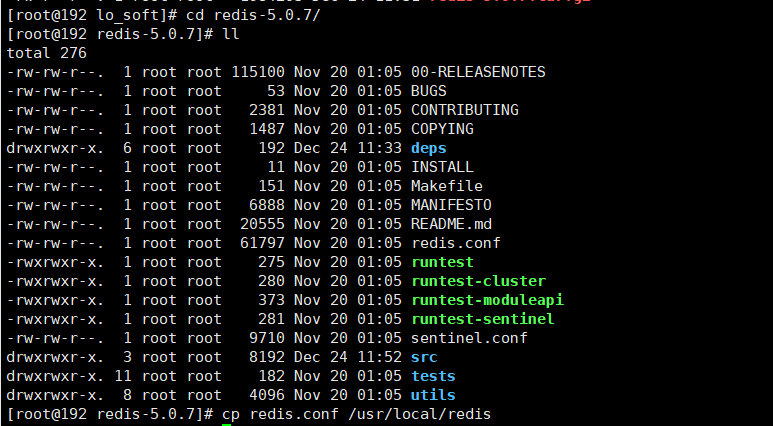 [root@192 lo_soft]# cd redis-5.0.7/
[root@192 redis-5.0.7]# ll
total 276
-rw-rw-r--.  1 root root 115100 Nov 20 01:05 00-RELEASENOTES
-rw-rw-r--.  1 root root     53 Nov 20 01:05 BUGS
-rw-rw-r--.  1 root root   2381 Nov 20 01:05 CONTRIBUTING
-rw-rw-r--.  1 root root   1487 Nov 20 01:05 COPYING
drwxrwxr-x.  6 root root    192 Dec 24 11:33 deps
-rw-rw-r--.  1 root root     11 Nov 20 01:05 INSTALL
-rw-rw-r--.  1 root root    151 Nov 20 01:05 Makefile
-rw-rw-r--.  1 root root   6888 Nov 20 01:05 MANIFESTO
-rw-rw-r--.  1 root root  20555 Nov 20 01:05 README.md
-rw-rw-r--.  1 root root  61797 Nov 20 01:05 redis.conf
-rwxrwxr-x.  1 root root    275 Nov 20 01:05 runtest
-rwxrwxr-x.  1 root root    280 Nov 20 01:05 runtest-cluster
-rwxrwxr-x.  1 root root    373 Nov 20 01:05 runtest-moduleapi
-rwxrwxr-x.  1 root root    281 Nov 20 01:05 runtest-sentinel
-rw-rw-r--.  1 root root   9710 Nov 20 01:05 sentinel.conf
drwxrwxr-x.  3 root root   8192 Dec 24 11:52 src
drwxrwxr-x. 11 root root    182 Nov 20 01:05 tests
drwxrwxr-x.  8 root root   4096 Nov 20 01:05 utils
[root@192 redis-5.0.7]# cp redis.conf /usr/local/redis